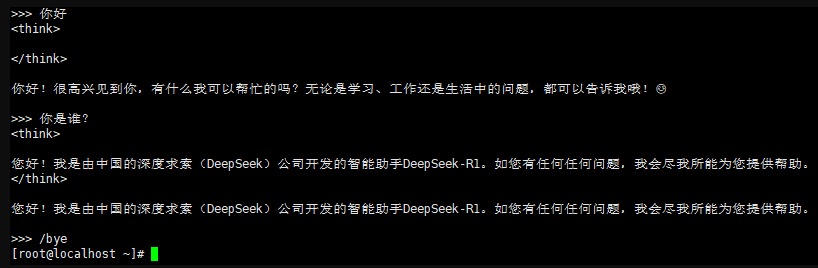 >>> 你好
<think>
</think>
你好！很高兴见到你，有什么我可以帮忙的吗？无论是学习、工作还是生活中的问题，都可以告诉我哦！😊
>>> 你是谁？
<think>
您好！我是由中国的深度求索（DeepSeek）公司开发的智能助手DeepSeek-R1。如您有任何任何问题，我会尽我所能为您提供帮助。
</think>
您好！我是由中国的深度求索（DeepSeek）公司开发的智能助手DeepSeek-R1。如您有任何任何问题，我会尽我所能为您提供帮助。
>>> /bye
[root@localhost ~]#